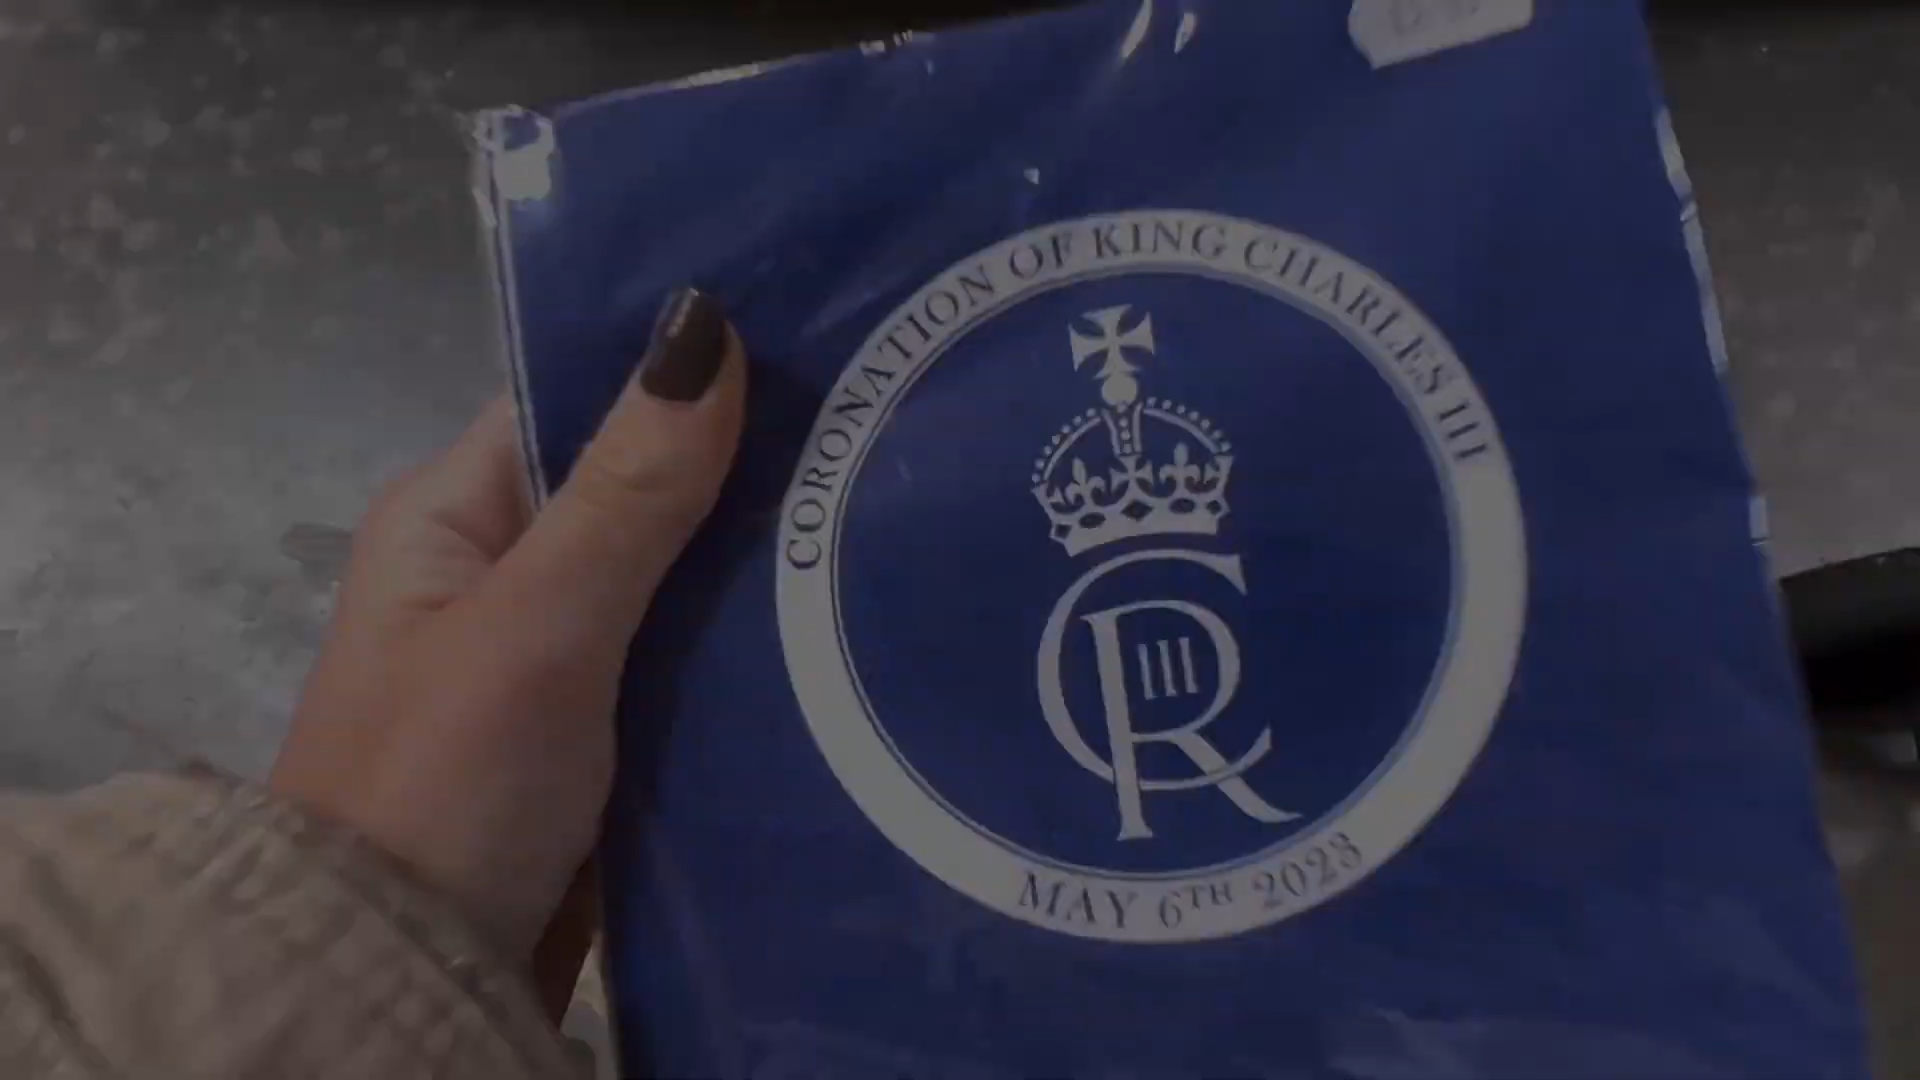 CORONATION OF KING CHARLES III
CR
III
MAY 6TH 2023